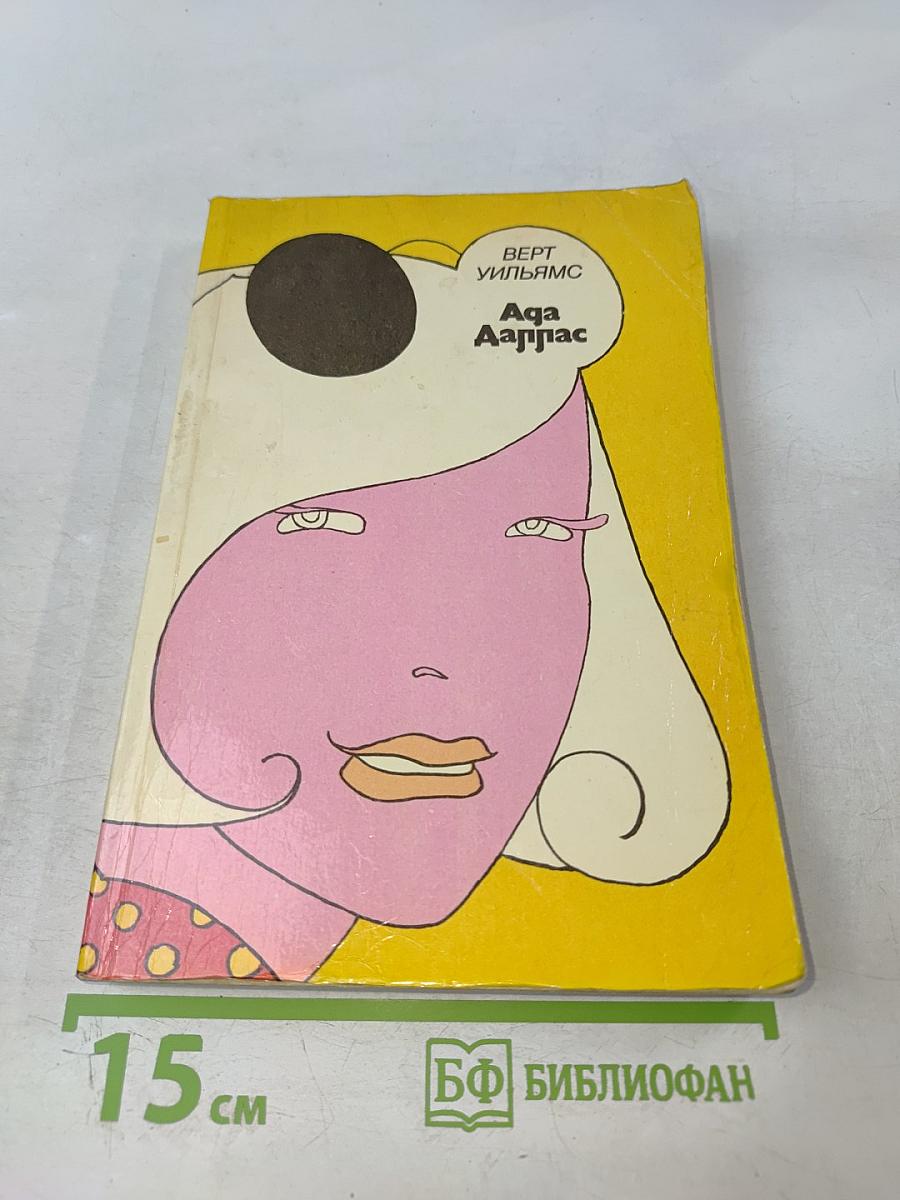 ВЕРТ
УИЛЬЯМС
Ада
Даллас
15 см
БФ БИБЛИОФАН